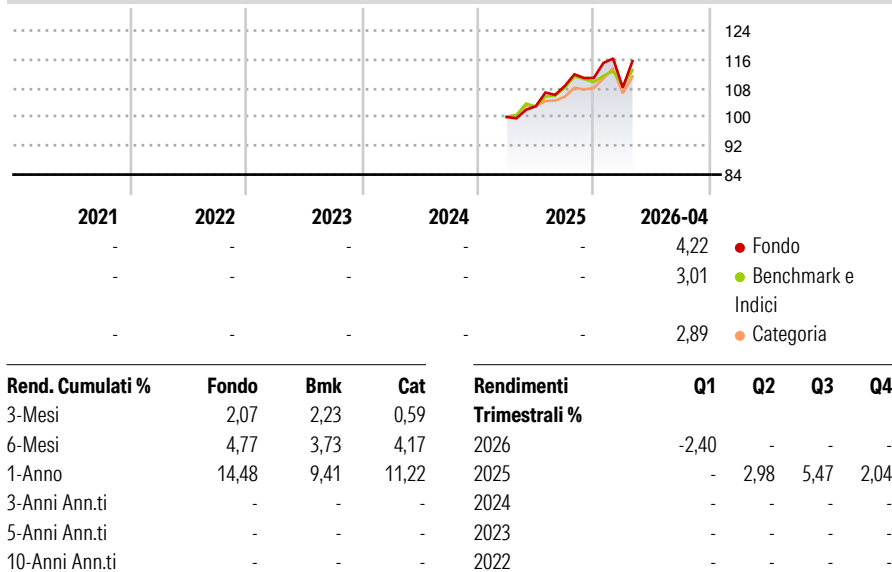 124
116
108
100
92
84
2021 2022 2023 2024 2025 2026-04
- - - - - 4,22 Fondo
- - - - - 3,01 Benchmark e Indici
- - - - - 2,89 Categoria
Rend. Cumulati % Fondo Bmk Cat
3-Mesi 2,07 2,23 0,59
6-Mesi 4,77 3,73 4,17
1-Anno 14,48 9,41 11,22
3-Anni Ann.ti - - -
5-Anni Ann.ti - - -
10-Anni Ann.ti - - -
Rendimenti Trimestrali % Q1 Q2 Q3 Q4
2026 -2,40 - - -
2025 - 2,98 5,47 2,04
2024 - - - -
2023 - - - -
2022 - - - -